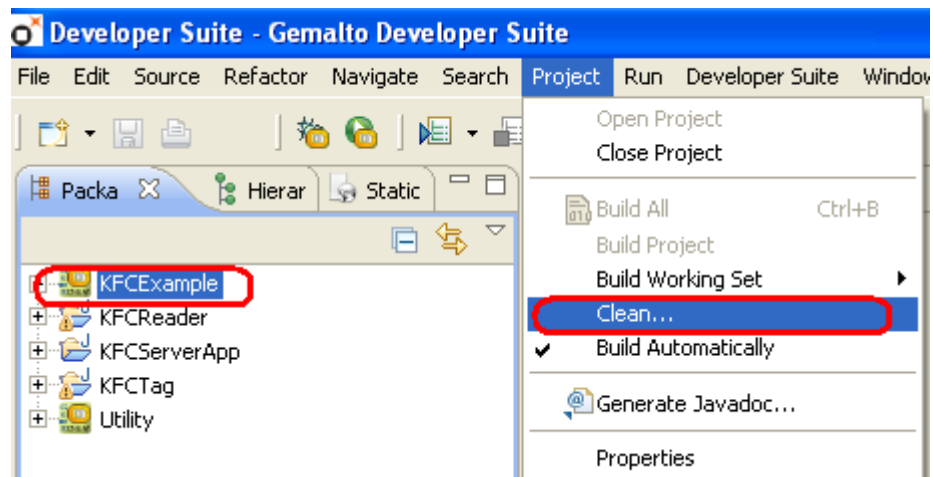 Developer Suite - Gemalto Developer Suite
File Edit Source Refactor Navigate Search Project Run Developer Suite Window
Open Project
Close Project
Packa Hierar Static
Build All Ctrl+B
Build Project
KFCExample
Build Working Set
KFCReader
Clean...
KFCServerApp
Build Automatically
KFCTag
Generate Javadoc...
Utility
Properties